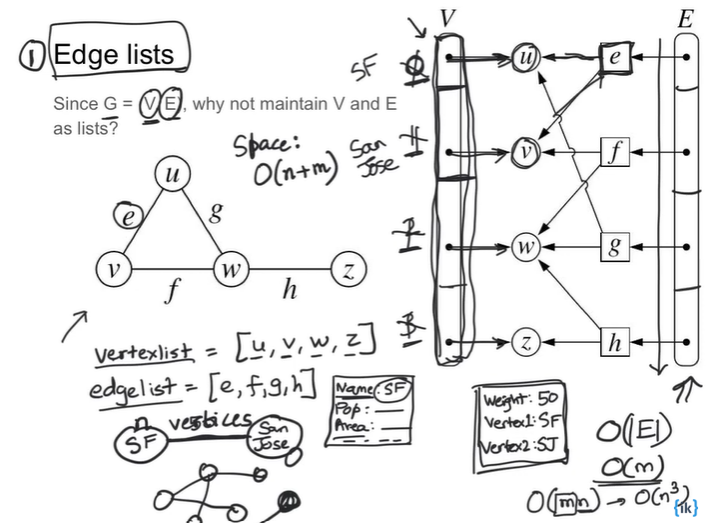 ① Edge lists
Since G = (V,E), why not maintain V and E
as lists?
Space:
O(n+m)
u
e
g
v
w
z
f
h
vertexlist = [u, v, w, z]
edgelist = [e, f, g, h]
n vertices
SF
San
Jose
Name: SF
Pop:
Area:
V
E
SF
San
Jose
u
e
v
f
w
g
z
h
Weight: 50
Vertex1: SF
Vertex2: SJ
O(|E|)
O(m)
O(mn) → O(n³)
{ik}